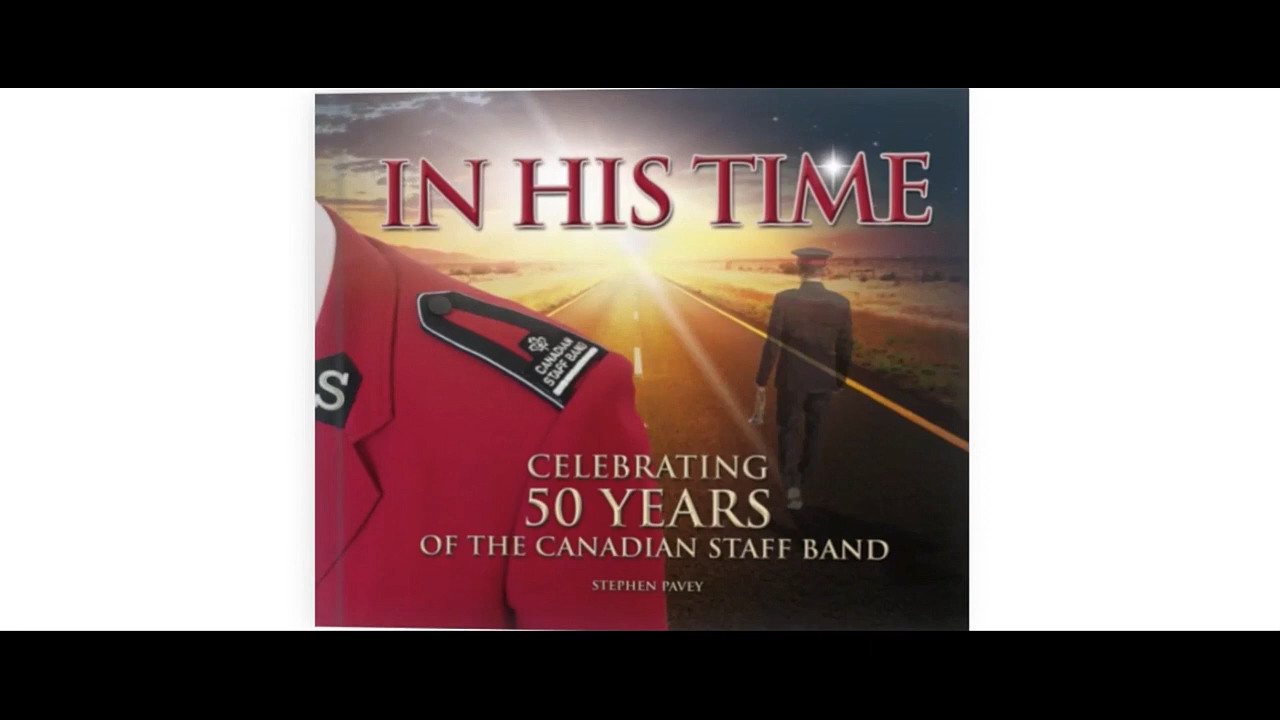 IN HIS TIME
CANADIAN
STAFF BAND
S
CELEBRATING
50 YEARS
OF THE CANADIAN STAFF BAND
STEPHEN PAVEY